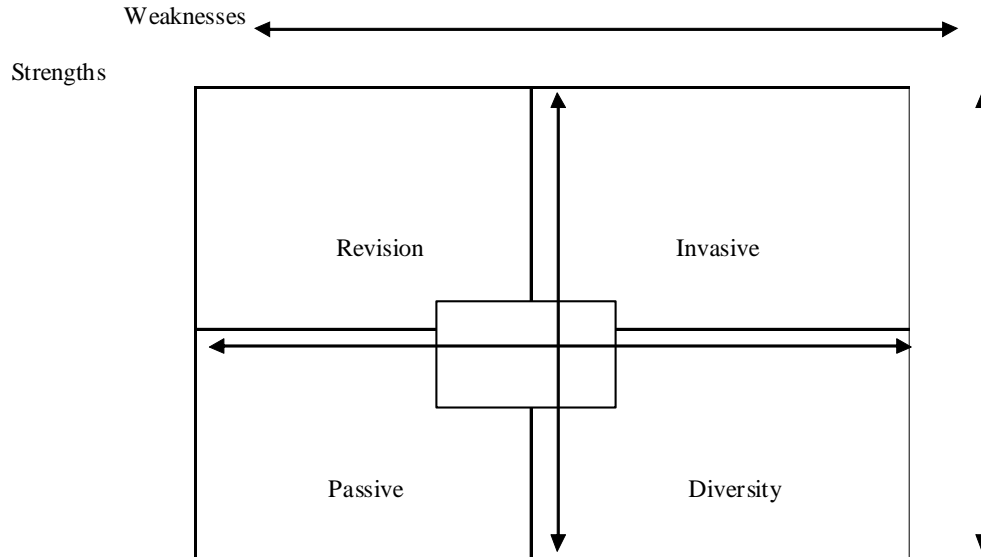 Weaknesses
Strengths
Revision
Invasive
Passive
Diversity